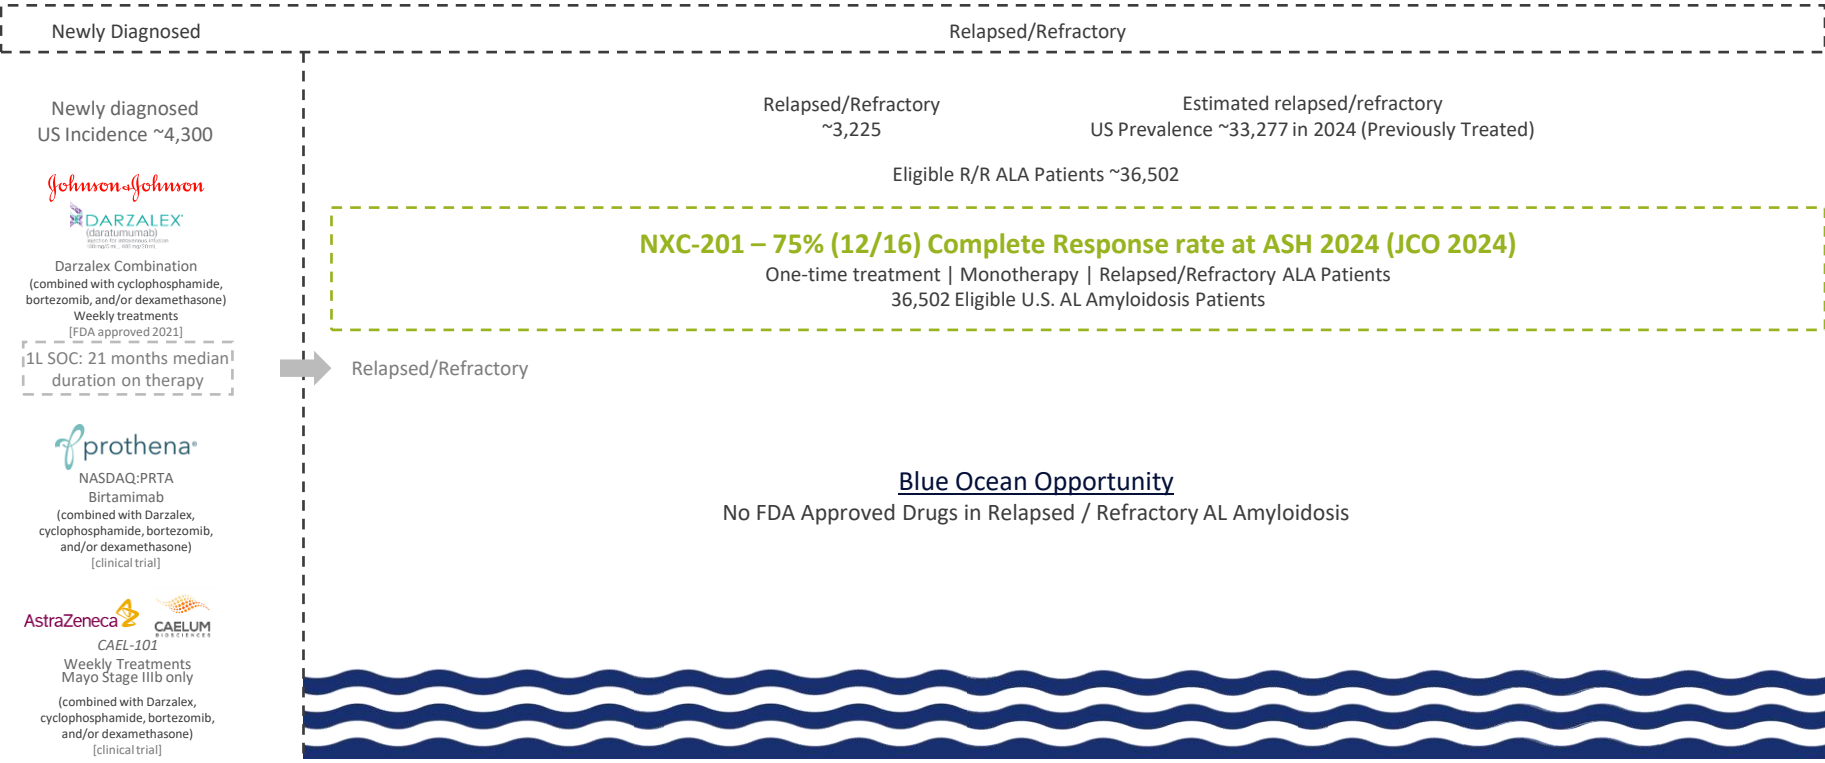 Newly Diagnosed
Relapsed/Refractory
Newly diagnosed
US Incidence ~4,300
Johnson&Johnson
DARZALEX
(daratumumab)
Darzalex Combination
(combined with cyclophosphamide,
bortezomib, and/or dexamethasone)
Weekly treatments
[FDA approved 2021]
1L SOC: 21 months median
duration on therapy
prothena®
NASDAQ:PRTA
Birtamimab
(combined with Darzalex,
cyclophosphamide, bortezomib,
and/or dexamethasone)
[clinical trial]
AstraZeneca
CAELUM
BIOSCIENCES
CAEL-101
Weekly Treatments
Mayo Stage IIIb only
(combined with Darzalex,
cyclophosphamide, bortezomib,
and/or dexamethasone)
[clinical trial]
Relapsed/Refractory
~3,225
Estimated relapsed/refractory
US Prevalence ~33,277 in 2024 (Previously Treated)
Eligible R/R ALA Patients ~36,502
NXC-201 – 75% (12/16) Complete Response rate at ASH 2024 (JCO 2024)
One-time treatment | Monotherapy | Relapsed/Refractory ALA Patients
36,502 Eligible U.S. AL Amyloidosis Patients
Relapsed/Refractory
Blue Ocean Opportunity
No FDA Approved Drugs in Relapsed / Refractory AL Amyloidosis